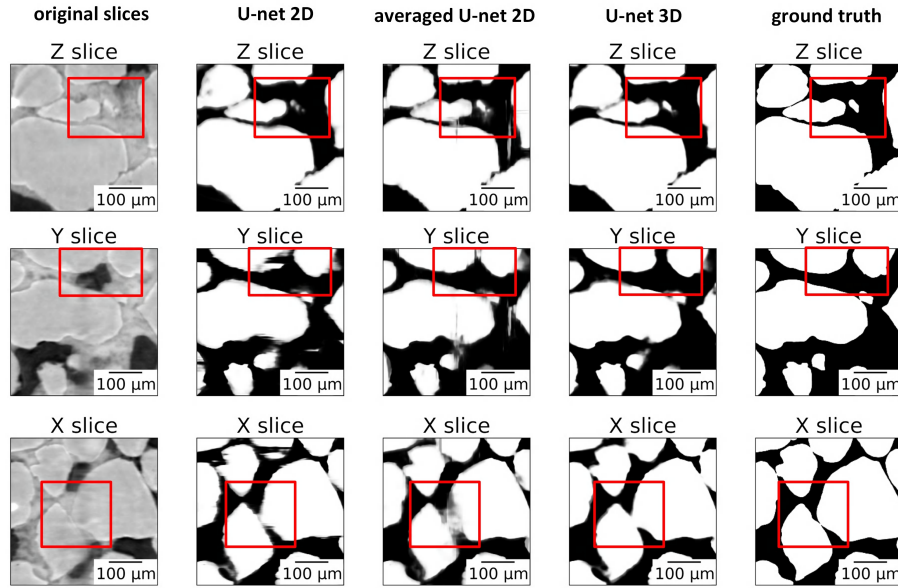 original slices U-net 2D averaged U-net 2D U-net 3D ground truth
Z slice Z slice Z slice Z slice Z slice
100 μm 100 μm 100 μm 100 μm 100 μm
Y slice Y slice Y slice Y slice Y slice
100 μm 100 μm 100 μm 100 μm 100 μm
X slice X slice X slice X slice X slice
100 μm 100 μm 100 μm 100 μm 100 μm